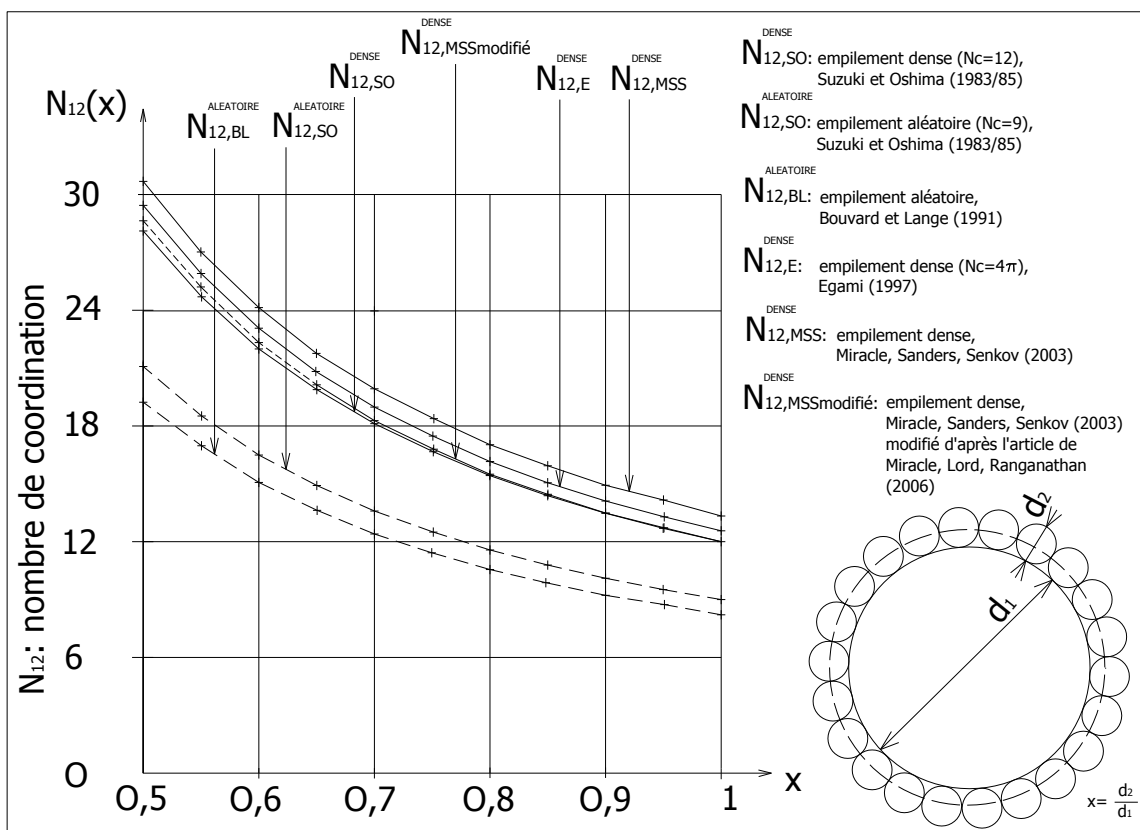 N₁₂(x)
ALEATOIRE
N12,BL
ALEATOIRE
N12,SO
DENSE
N12,SO
DENSE
N12,MSSmodifié
DENSE
N12,E
DENSE
N12,MSS
30
24
18
12
6
O
N₁₂: nombre de coordination
O,5
O,6
O,7
O,8
O,9
1
x
DENSE
N12,SO: empilement dense (Nc=12),
Suzuki et Oshima (1983/85)
ALEATOIRE
N12,SO: empilement aléatoire (Nc=9),
Suzuki et Oshima (1983/85)
ALEATOIRE
N12,BL: empilement aléatoire,
Bouvard et Lange (1991)
DENSE
N12,E: empilement dense (Nc=4π),
Egami (1997)
DENSE
N12,MSS: empilement dense,
Miracle, Sanders, Senkov (2003)
DENSE
N12,MSSmodifié: empilement dense,
Miracle, Sanders, Senkov (2003)
modifié d'après l'article de
Miracle, Lord, Ranganathan
(2006)
d₂
d₁
x= d₂/d₁